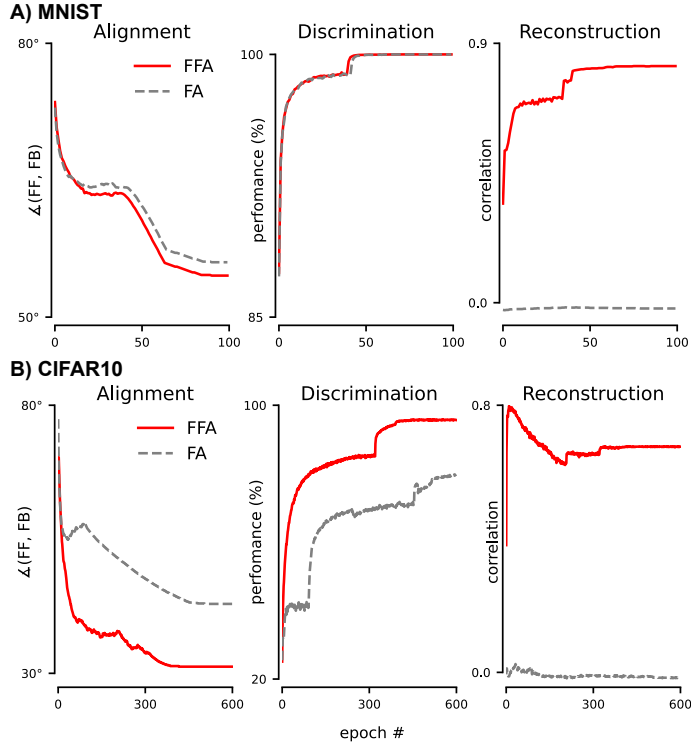 A) MNIST
Alignment
Discrimination
Reconstruction
80°
50°
∡(FF, FB)
FFA
FA
0
50
100
100
85
perfomance (%)
0
50
100
0.9
0.0
correlation
0
50
100
B) CIFAR10
Alignment
Discrimination
Reconstruction
80°
30°
∡(FF, FB)
FFA
FA
0
300
600
100
20
perfomance (%)
0
300
600
0.8
0.0
correlation
0
300
600
epoch #